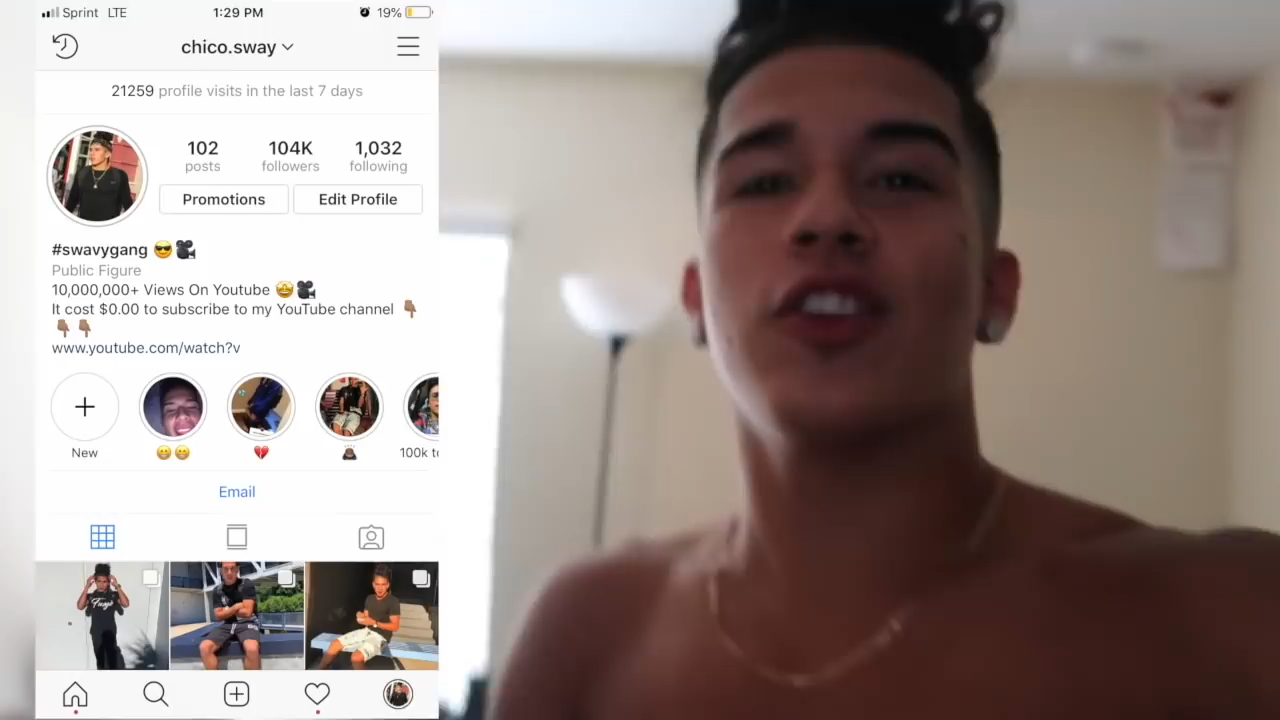 Sprint LTE 1:29 PM 19%
chico.sway
21259 profile visits in the last 7 days
102 104K 1,032
posts followers following
Promotions Edit Profile
#swavygang 😎🎥
Public Figure
10,000,000+ Views On Youtube 🤩🎥
It cost $0.00 to subscribe to my YouTube channel 👇🏽
👇🏽👇🏽
www.youtube.com/watch?v
New 😁😁 💔 🙏🏿 100k
Email